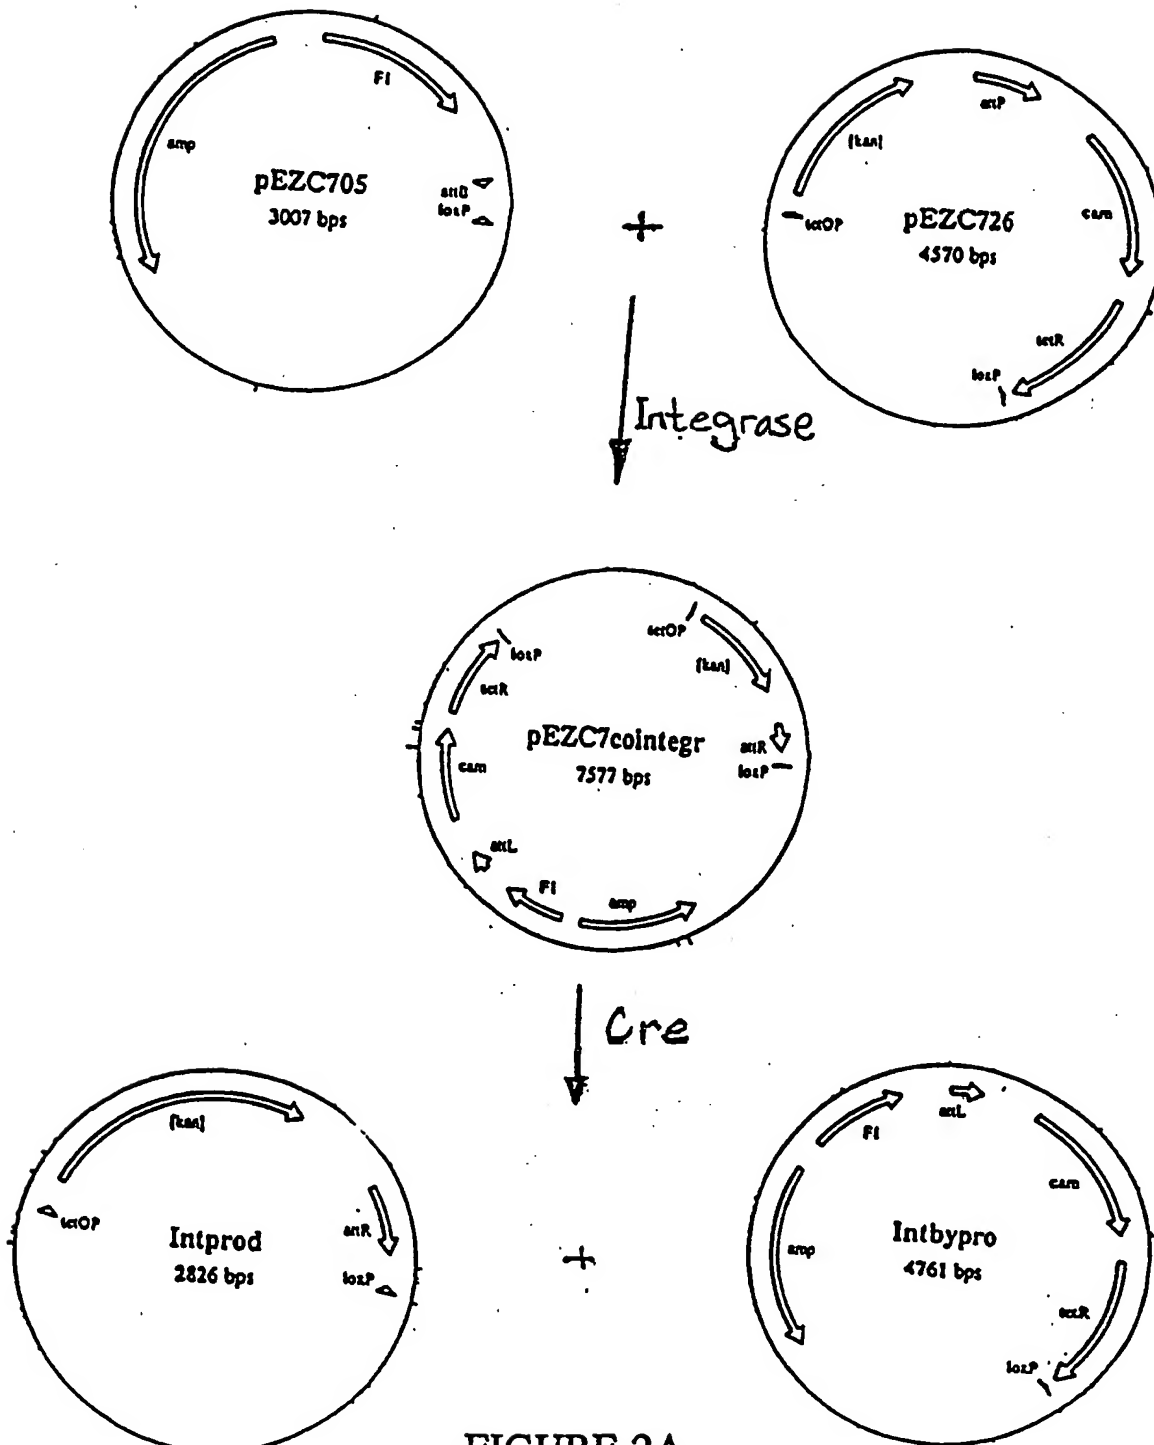 F1
amp
pEZC705
3007 bps
attB
loxP
+
attP
[kan]
cam
tetOP
pEZC726
4570 bps
tetR
loxP
Integrase
tetOP
loxP
[kan]
tetR
pEZC7cointegr
7577 bps
attR
loxP
cam
attL
F1
amp
Cre
[kan]
tetOP
attR
Intprod
2826 bps
loxP
+
attL
F1
cam
amp
Intbypro
4761 bps
tetR
loxP
FIGURE 2A